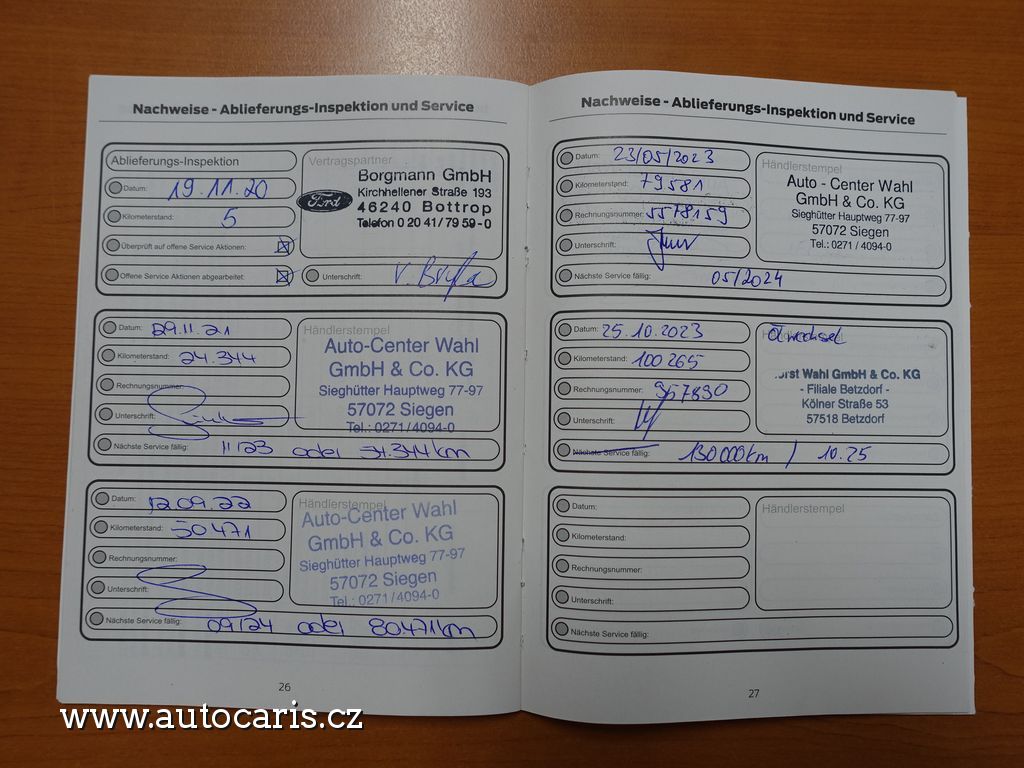 Nachweise - Ablieferungs-Inspektion und Service
Ablieferungs-Inspektion
Datum: 19.11.20
Kilometerstand: 5
Überprüft auf offene Service Aktionen:
Offene Service Aktionen abgearbeitet:
Vertragspartner
Ford
Borgmann GmbH
Kirchhellener Straße 193
46240 Bottrop
Telefon 0 20 41/79 59-0
Unterschrift:
Datum: 29.11.21
Kilometerstand: 24.344
Rechnungsnummer:
Unterschrift:
Händlerstempel
Auto-Center Wahl
GmbH & Co. KG
Sieghütter Hauptweg 77-97
57072 Siegen
Tel.: 0271/4094-0
Nächste Service fällig: 11/23 oder 54.344km
Datum: 12.09.22
Kilometerstand: 50471
Rechnungsnummer:
Unterschrift:
Händlerstempel
Auto-Center Wahl
GmbH & Co. KG
Sieghütter Hauptweg 77-97
57072 Siegen
Tel.: 0271/4094-0
Nächste Service fällig: 09/24 oder 80471km
26
Nachweise - Ablieferungs-Inspektion und Service
Datum: 23/05/2023
Kilometerstand: 79581
Rechnungsnummer: 5578159
Unterschrift:
Händlerstempel
Auto - Center Wahl
GmbH & Co. KG
Sieghütter Hauptweg 77-97
57072 Siegen
Tel.: 0271 / 4094-0
Nächste Service fällig: 05/2024
Datum: 25.10.2023
Kilometerstand: 100265
Rechnungsnummer: 957890
Unterschrift:
Ölwechsel
GmbH & Co. KG
Wahl
- Filiale Betzdorf -
Kölner Straße 53
57518 Betzdorf
Nächste Service fällig: 130000km / 10.25
Datum:
Kilometerstand:
Rechnungsnummer:
Unterschrift:
Händlerstempel
Nächste Service fällig:
27
www.autocaris.cz